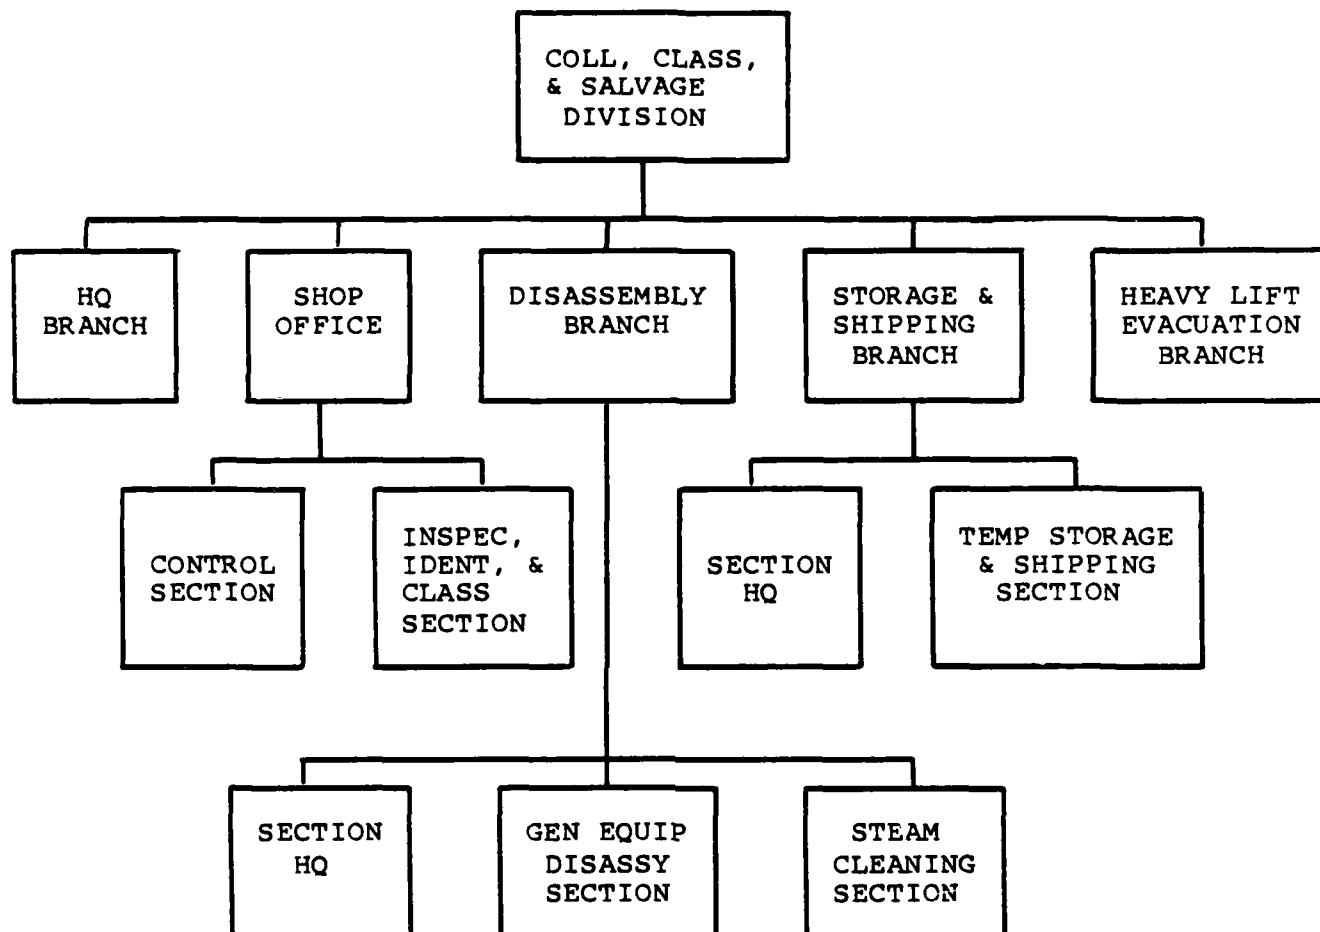 COLL, CLASS,
& SALVAGE
DIVISION
HQ
BRANCH
SHOP
OFFICE
DISASSEMBLY
BRANCH
STORAGE &
SHIPPING
BRANCH
HEAVY LIFT
EVACUATION
BRANCH
CONTROL
SECTION
INSPEC,
IDENT, &
CLASS
SECTION
SECTION
HQ
TEMP STORAGE
& SHIPPING
SECTION
SECTION
HQ
GEN EQUIP
DISASSY
SECTION
STEAM
CLEANING
SECTION